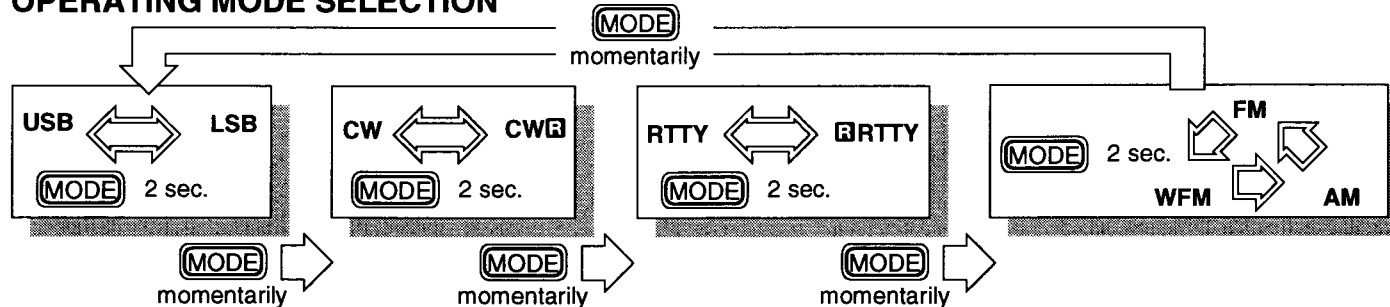 OPERATING MODE SELECTION
MODE
momentarily
USB LSB
MODE 2 sec.
CW CWR
MODE 2 sec.
RTTY RRTTY
MODE 2 sec.
FM
MODE 2 sec.
WFM AM
MODE
momentarily
MODE
momentarily
MODE
momentarily